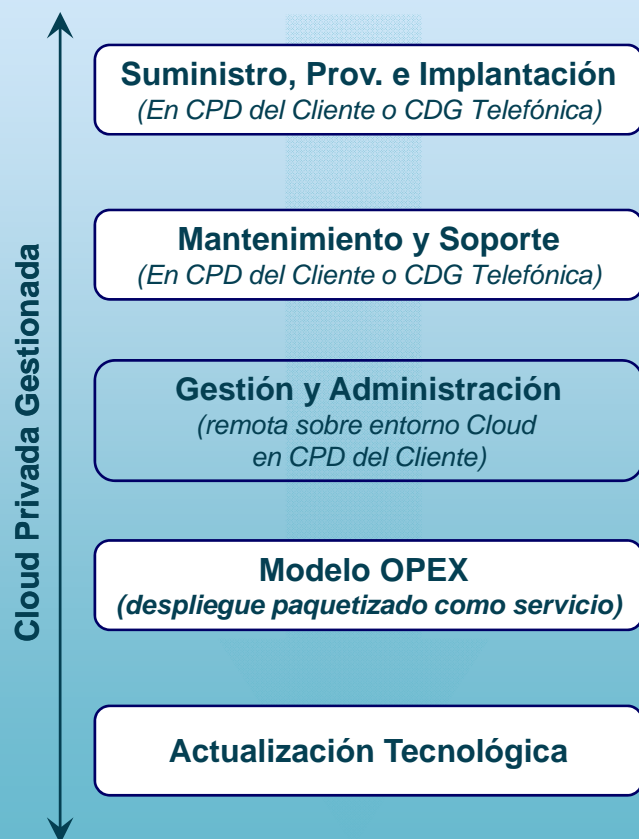 Cloud Privada Gestionada
Suministro, Prov. e Implantación
(En CPD del Cliente o CDG Telefónica)
Mantenimiento y Soporte
(En CPD del Cliente o CDG Telefónica)
Gestión y Administración
(remota sobre entorno Cloud
en CPD del Cliente)
Modelo OPEX
(despliegue paquetizado como servicio)
Actualización Tecnológica